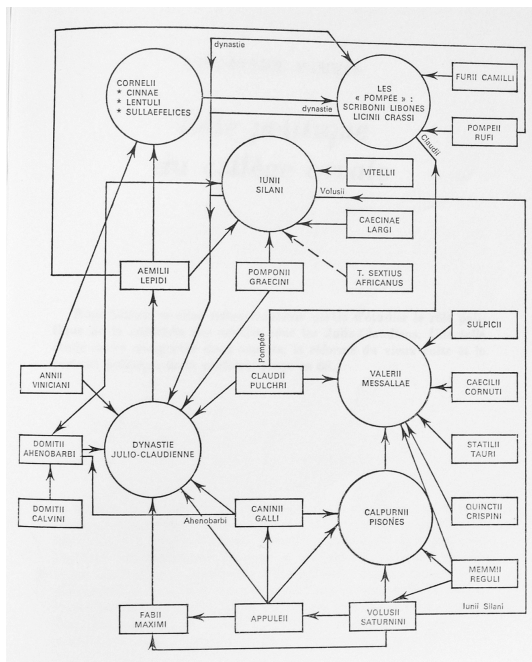 dynastie
CORNELII
* CINNAE
* LENTULI
* SULLAEFELICES
dynastie
LES
« POMPÉE » :
SCRIBONII LIBONES
LICINII CRASSI
FURII CAMILLI
POMPEII
RUFI
Claudii
IUNII
SILANI
VITELLII
Volusii
CAECINAE
LARGI
AEMILII
LEPIDI
POMPONII
GRAECINI
T. SEXTIUS
AFRICANUS
SULPICII
Pompée
ANNII
VINICIANI
CLAUDII
PULCHRI
VALERII
MESSALLAE
CAECILII
CORNUTI
DOMITII
AHENOBARBI
DYNASTIE
JULIO-CLAUDIENNE
STATILII
TAURI
DOMITII
CALVINI
Ahenobarbi
CANINII
GALLI
CALPURNII
PISONES
QUINCTII
CRISPINI
MEMMII
REGULI
FABII
MAXIMI
APPULEII
VOLUSII
SATURNINI
Iunii Silani